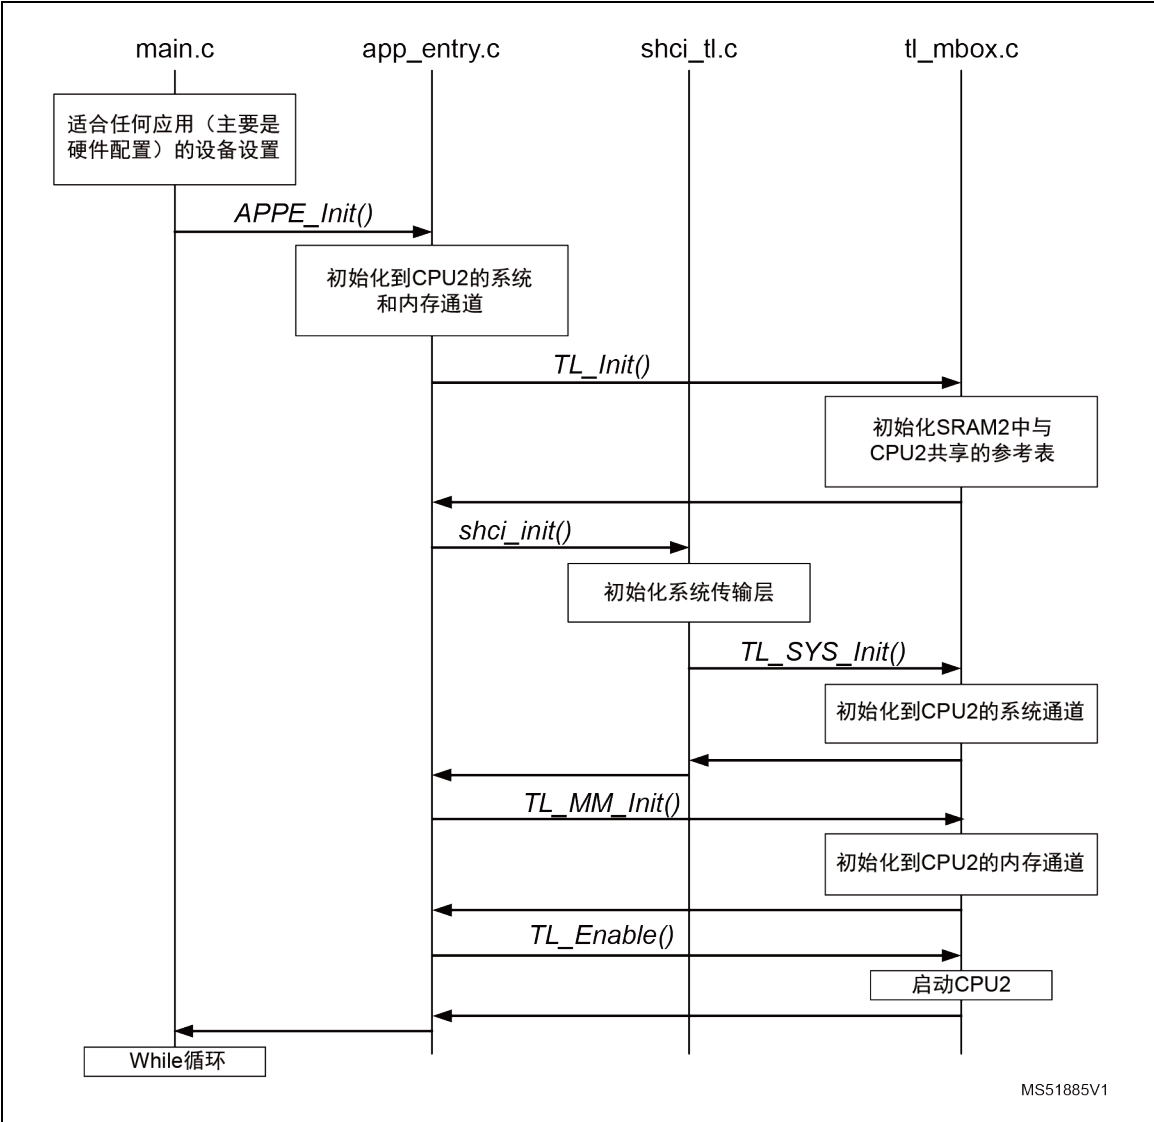 main.c
app_entry.c
shci_tl.c
tl_mbox.c
适合任何应用（主要是
硬件配置）的设备设置
APPE_Init()
初始化到CPU2的系统
和内存通道
TL_Init()
初始化SRAM2中与
CPU2共享的参考表
shci_init()
初始化系统传输层
TL_SYS_Init()
初始化到CPU2的系统通道
TL_MM_Init()
初始化到CPU2的内存通道
TL_Enable()
启动CPU2
While循环
MS51885V1